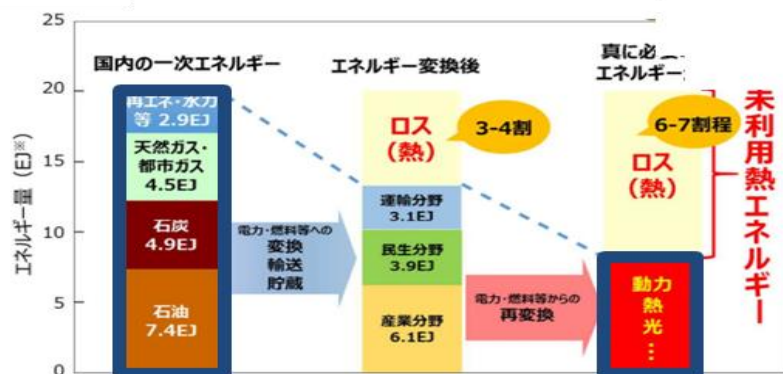 25
20
15
10
5
0
エネルギー量(EJ※)
国内の一次エネルギー
再エネ・水力
等 2.9EJ
天然ガス・
都市ガス
4.5EJ
石炭
4.9EJ
石油
7.4EJ
電力・燃料等への
変換
輸送
貯蔵
エネルギー変換後
ロス
(熱)
3-4割
運輸分野
3.1EJ
民生分野
3.9EJ
産業分野
6.1EJ
電力・燃料等からの
再変換
真に必
エネルギー
ロス
(熱)
6-7割程
動力
熱
光
⋮
未利用熱エネルギー